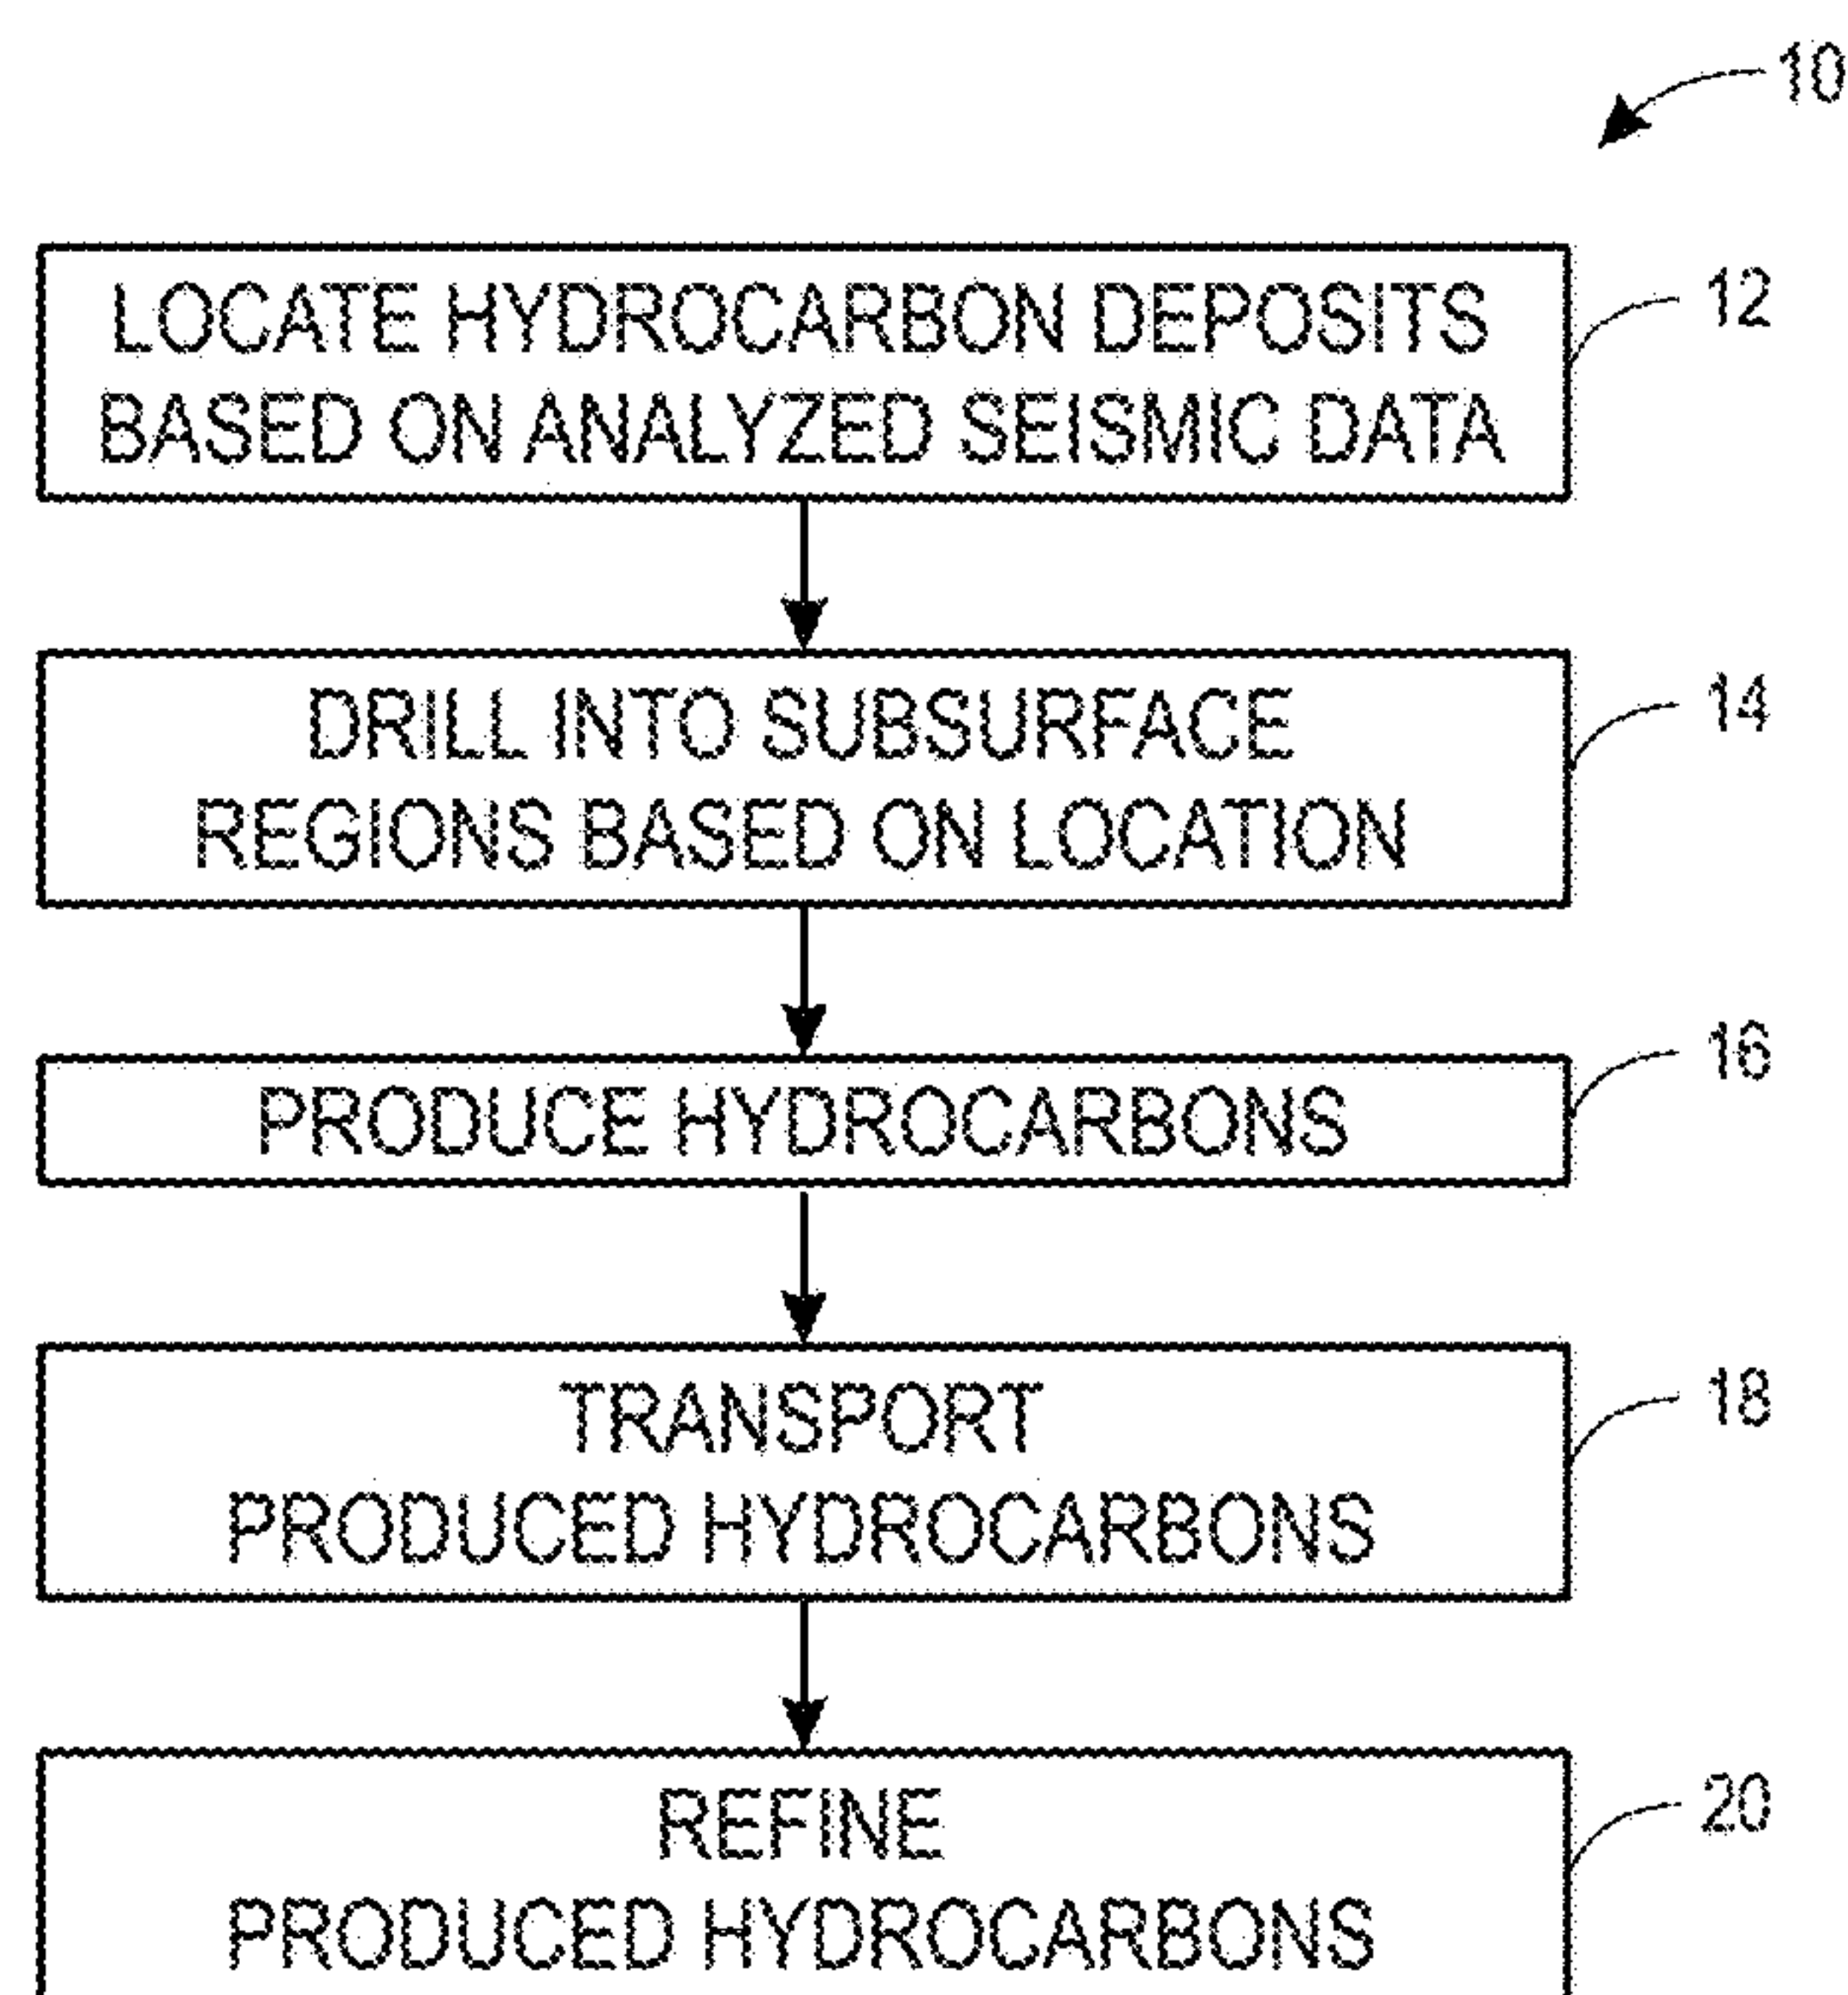 10
LOCATE HYDROCARBON DEPOSITS
BASED ON ANALYZED SEISMIC DATA
12
DRILL INTO SUBSURFACE
REGIONS BASED ON LOCATION
14
PRODUCE HYDROCARBONS
16
TRANSPORT
PRODUCED HYDROCARBONS
18
REFINE
PRODUCED HYDROCARBONS
20